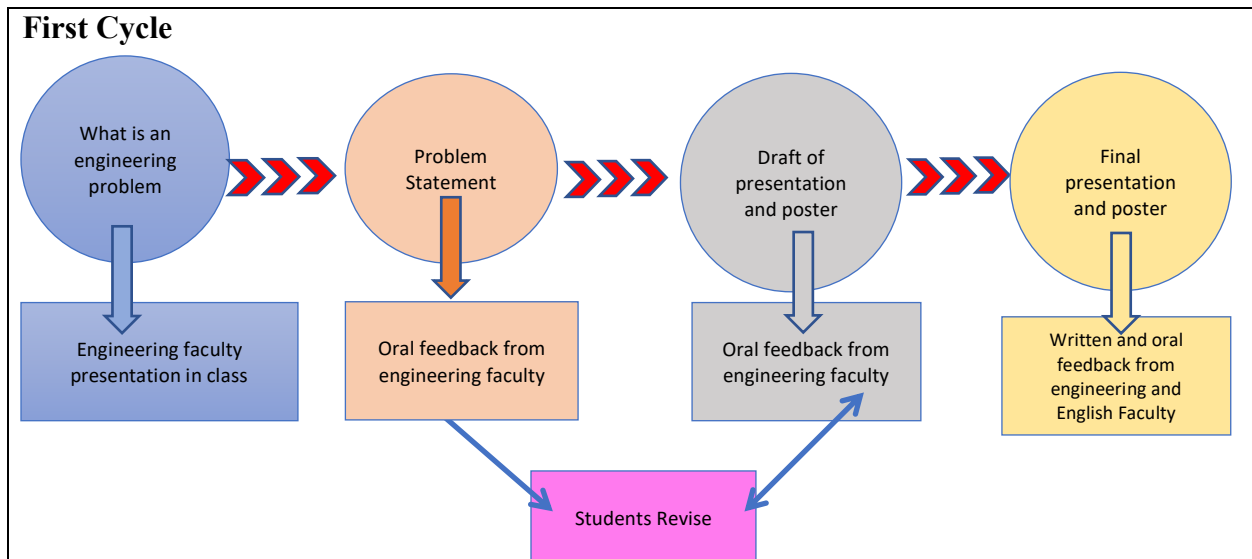 First Cycle
What is an
engineering
problem
Problem
Statement
Draft of
presentation
and poster
Final
presentation
and poster
Engineering faculty
presentation in class
Oral feedback from
engineering faculty
Oral feedback from
engineering faculty
Written and oral
feedback from
engineering and
English Faculty
Students Revise